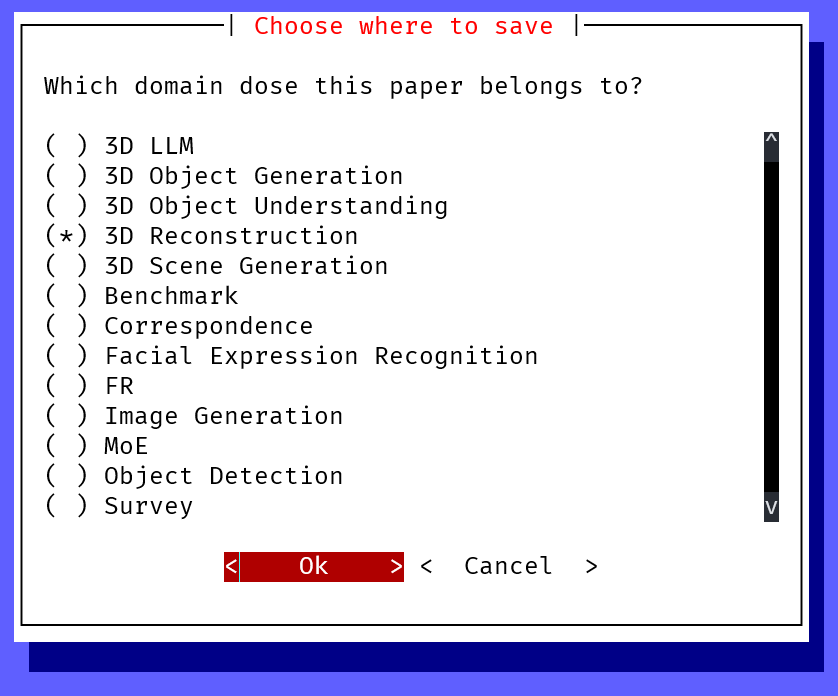 Choose where to save
Which domain dose this paper belongs to?
( ) 3D LLM
( ) 3D Object Generation
( ) 3D Object Understanding
(*) 3D Reconstruction
( ) 3D Scene Generation
( ) Benchmark
( ) Correspondence
( ) Facial Expression Recognition
( ) FR
( ) Image Generation
( ) MoE
( ) Object Detection
( ) Survey
^
v
< Ok > < Cancel >